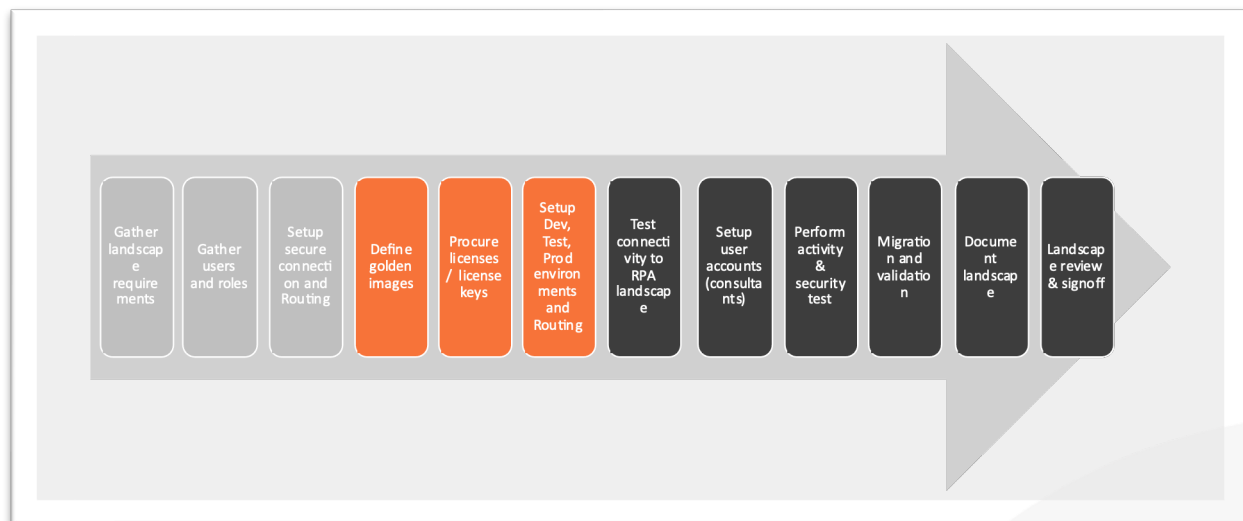 Gather
landscap
e
require
ments
Gather
users
and roles
Setup
secure
connecti
on and
Routing
Define
golden
images
Procure
licenses
/ license
keys
Setup
Dev,
Test,
Prod
environ
ments
and
Routing
Test
connecti
vity to
RPA
landscap
e
Setup
user
accounts
(consulta
nts)
Perform
activity
&
security
test
Migratio
n and
validatio
n
Docume
nt
landscap
e
Landscap
e review
& signoff